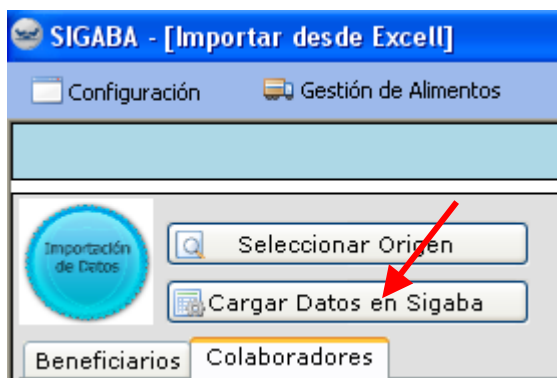 SIGABA - [Importar desde Excell]
Configuración Gestión de Alimentos
Importación
de Datos
Seleccionar Origen
Cargar Datos en Sigaba
Beneficiarios Colaboradores